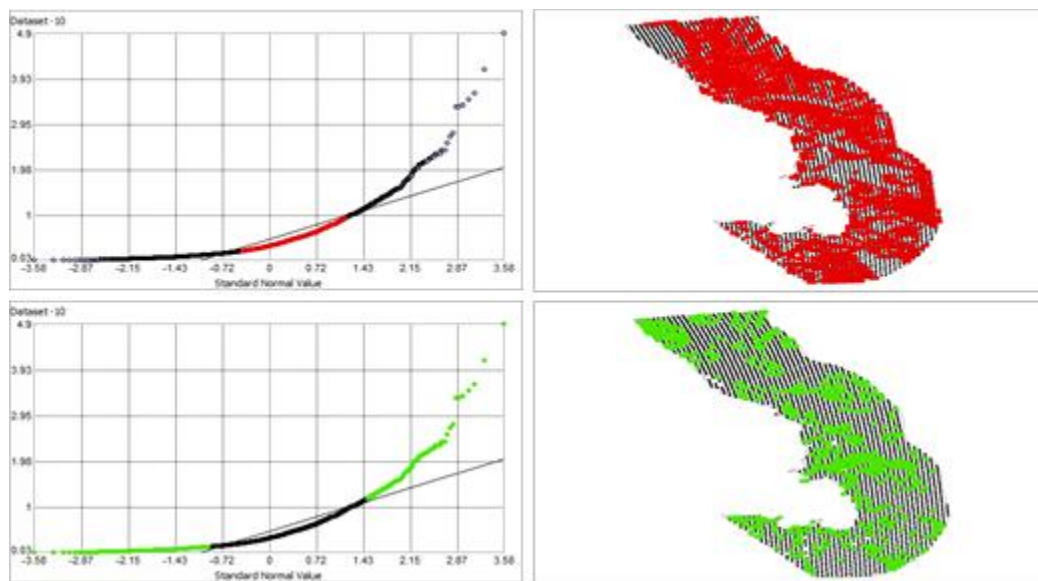 Dataset · 10
4.9
3.93
2.95
1.98
1
0.03
-3.58 -2.87 -2.15 -1.43 -0.72 0 0.72 1.43 2.15 2.87 3.58
Standard Normal Value
Dataset · 10
4.9
3.93
2.95
1.98
1
0.03
-3.58 -2.87 -2.15 -1.43 -0.72 0 0.72 1.43 2.15 2.87 3.58
Standard Normal Value